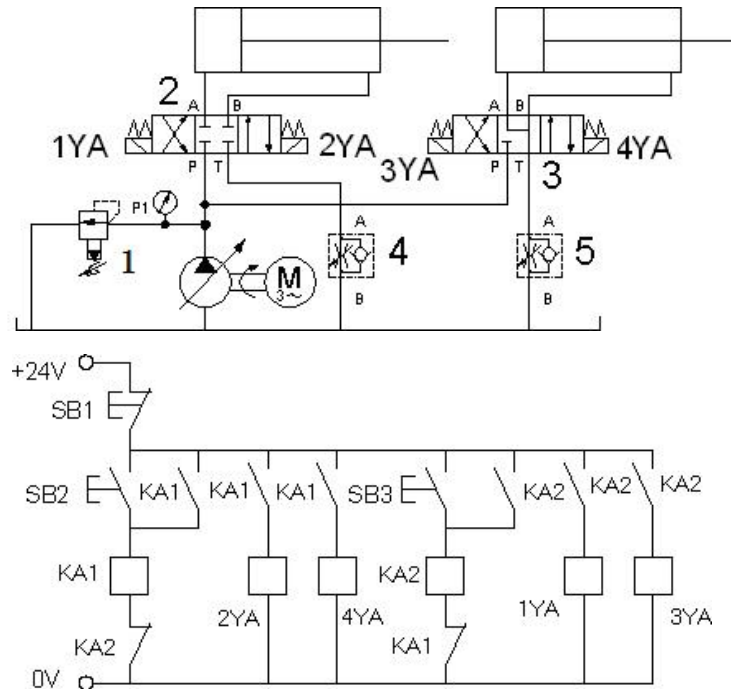 2 A B A B
1YA 2YA 3YA 4YA
P T P T 3
P1 A A
1 4 5
M
3~
B B
+24V
SB1
SB2 KA1 KA1 KA1 SB3 KA2 KA2 KA2
KA1 KA2
2YA 4YA 1YA 3YA
KA2 KA1
0V